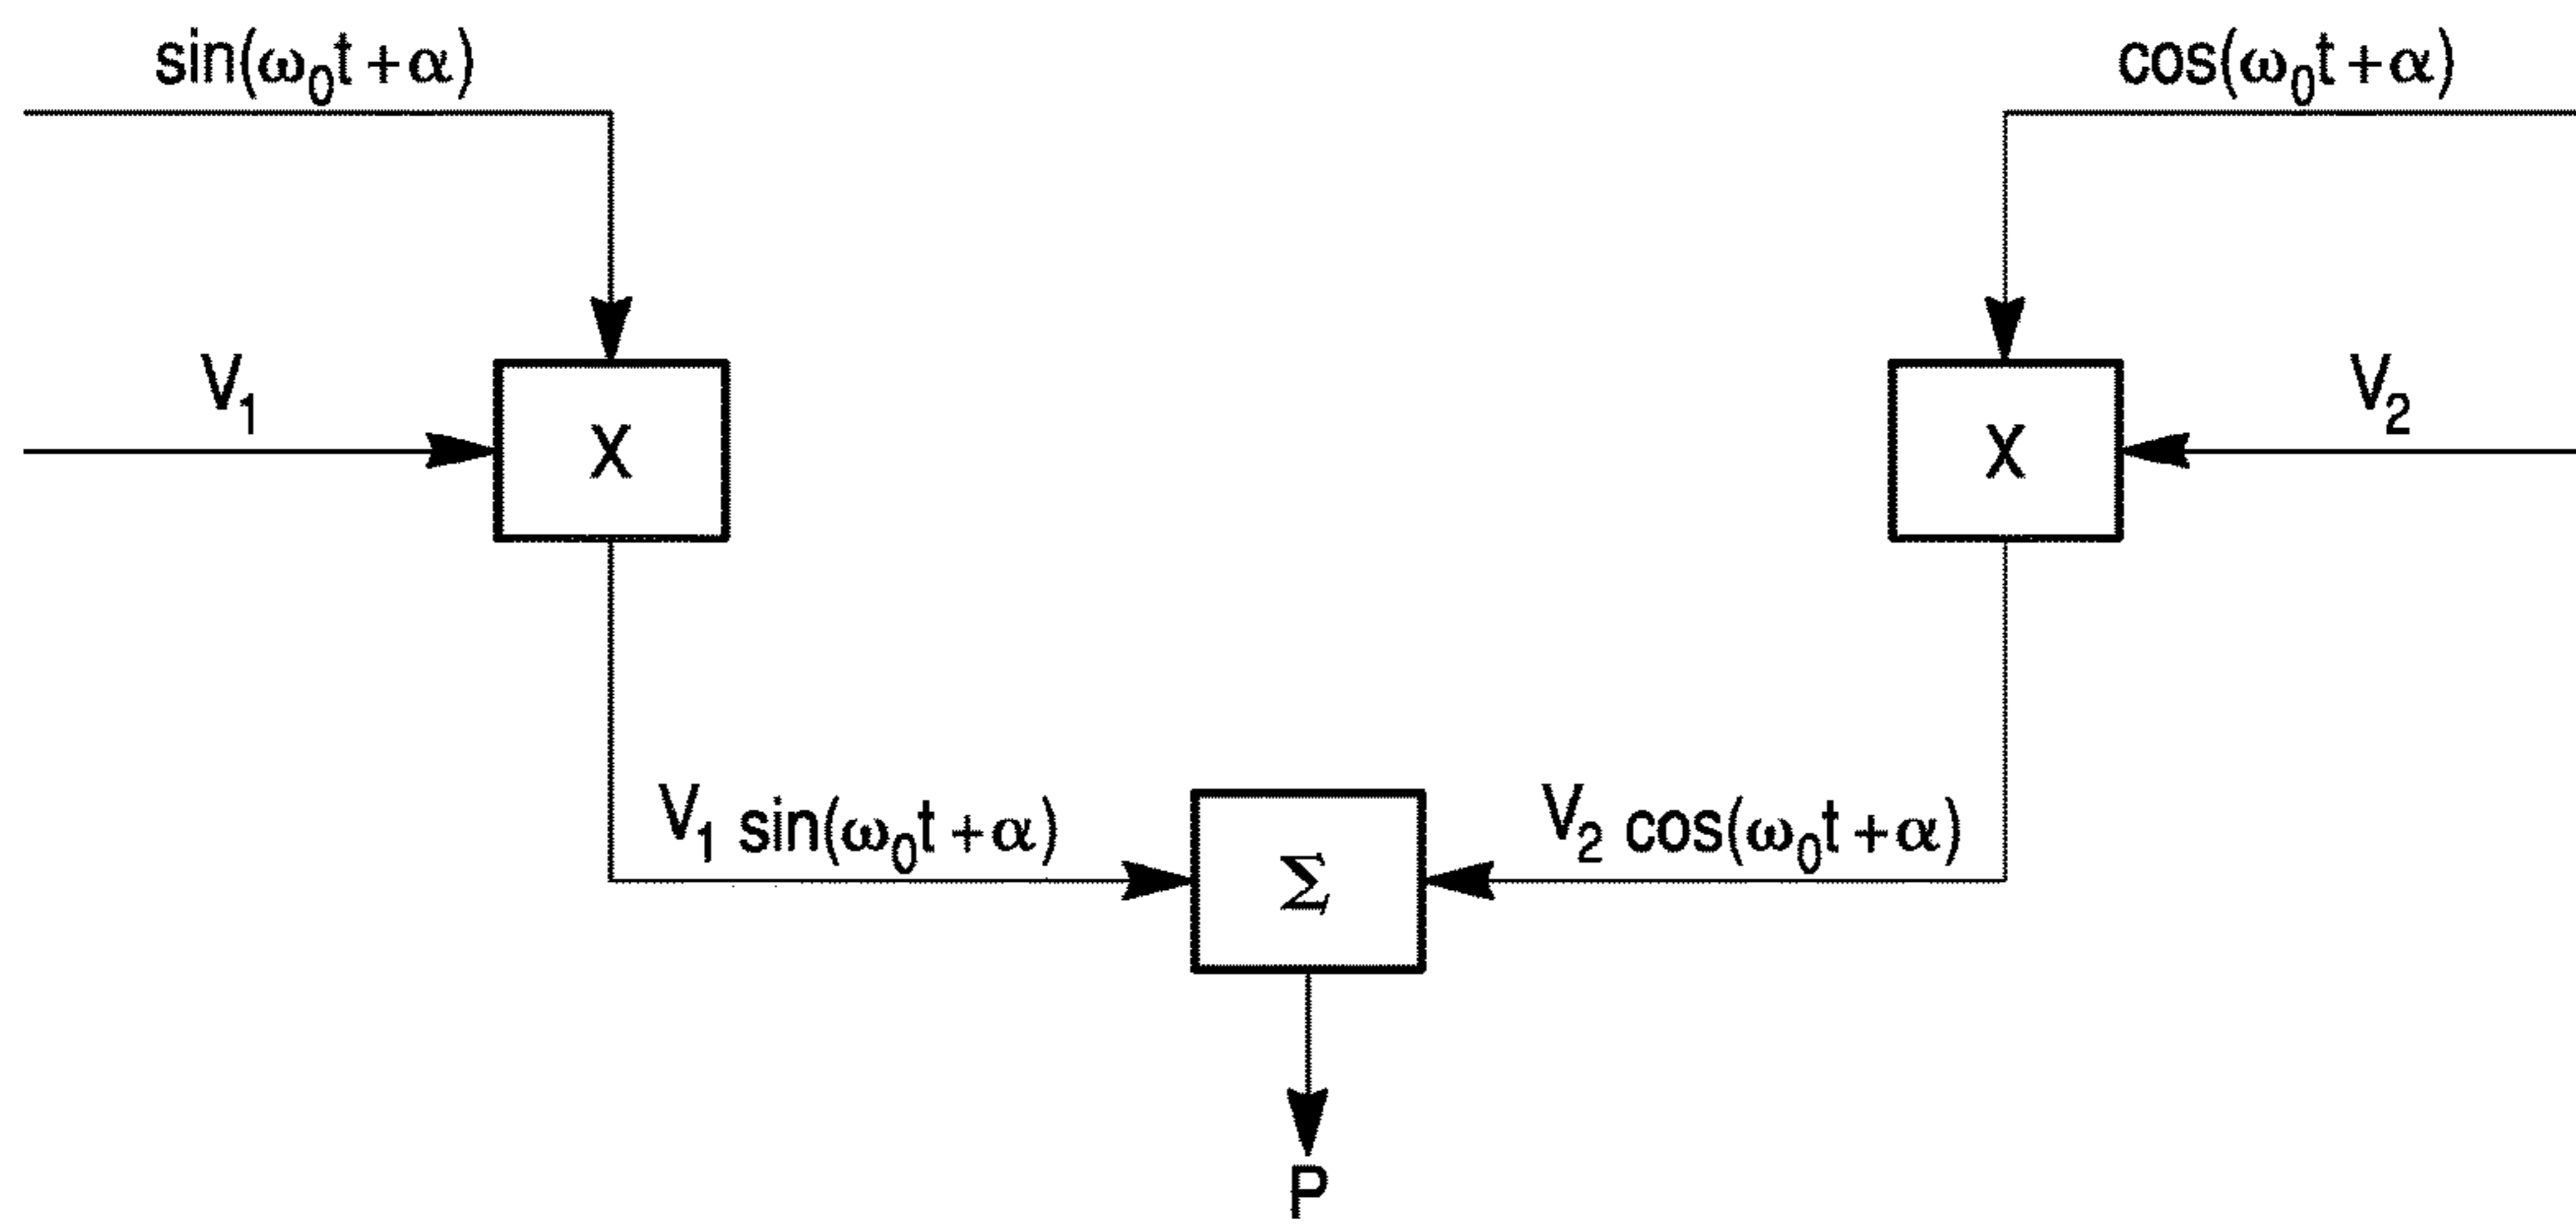 sin(ω₀t + α)
cos(ω₀t + α)
V₁
X
X
V₂
V₁ sin(ω₀t + α)
Σ
V₂ cos(ω₀t + α)
P